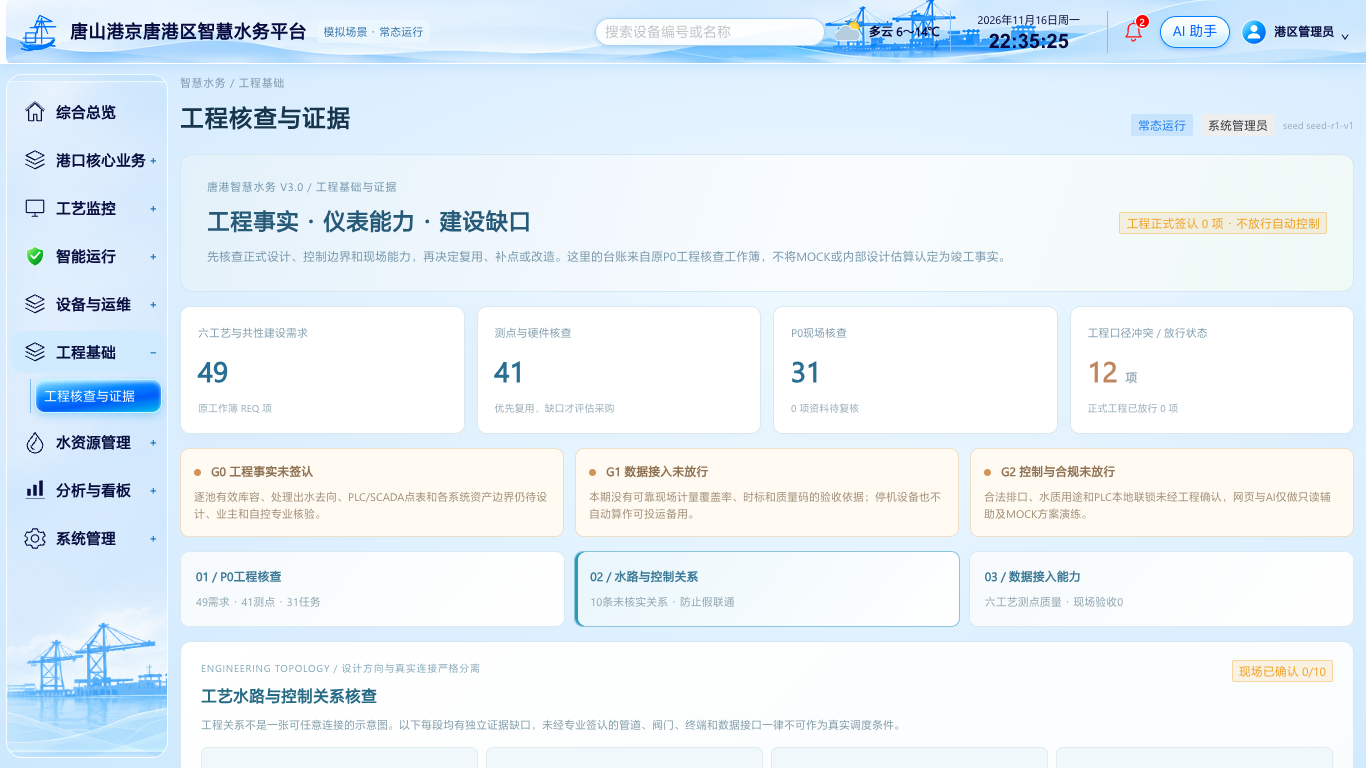 唐山港京唐港区智慧水务平台
模拟场景 · 常态运行
搜索设备编号或名称
多云 6～14℃
2026年11月16日周一
22:35:25
2
AI 助手
港区管理员
综合总览
港口核心业务 +
工艺监控 +
智能运行 +
设备与运维 +
工程基础 −
工程核查与证据
水资源管理 +
分析与看板 +
系统管理 +
智慧水务 / 工程基础
工程核查与证据
常态运行
系统管理员
seed seed-r1-v1
唐港智慧水务 V3.0 / 工程基础与证据
工程事实 · 仪表能力 · 建设缺口
先核查正式设计、控制边界和现场能力，再决定复用、补点或改造。这里的台账来自原P0工程核查工作簿，不将MOCK或内部设计估算认定为竣工事实。
工程正式签认 0 项 · 不放行自动控制
六工艺与共性建设需求
49
原工作簿 REQ 项
测点与硬件核查
41
优先复用，缺口才评估采购
P0现场核查
31
0 项资料待复核
工程口径冲突 / 放行状态
12 项
正式工程已放行 0 项
G0 工程事实未签认
逐池有效库容、处理出水去向、PLC/SCADA点表和各系统资产边界仍待设
计、业主和自控专业核验。
G1 数据接入未放行
本期没有可靠现场计量覆盖率、时标和质量码的验收依据；停机设备也不
自动算作可投运备用。
G2 控制与合规未放行
合法排口、水质用途和PLC本地联锁未经工程确认，网页与AI仅做只读辅
助及MOCK方案演练。
01 / P0工程核查
49需求 · 41测点 · 31任务
02 / 水路与控制关系
10条未核实关系 · 防止假联通
03 / 数据接入能力
六工艺测点质量 · 现场验收0
ENGINEERING TOPOLOGY / 设计方向与真实连接严格分离
工艺水路与控制关系核查
工程关系不是一张可任意连接的示意图。以下每段均有独立证据缺口，未经专业签认的管道、阀门、终端和数据接口一律不可作为真实调度条件。
现场已确认 0/10